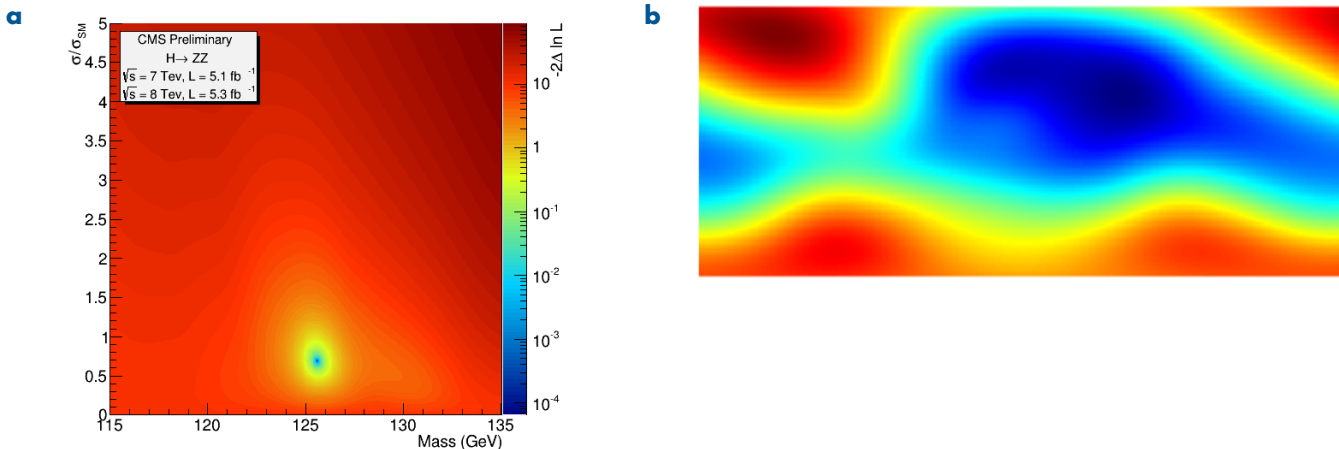 a
b
CMS Preliminary
H→ ZZ
√s = 7 Tev, L = 5.1 fb ⁻¹
√s = 8 Tev, L = 5.3 fb ⁻¹
σ/σ_SM
5
4.5
4
3.5
3
2.5
2
1.5
1
0.5
0
115
120
125
130
135
Mass (GeV)
-2Δ ln L
10
1
10⁻¹
10⁻²
10⁻³
10⁻⁴